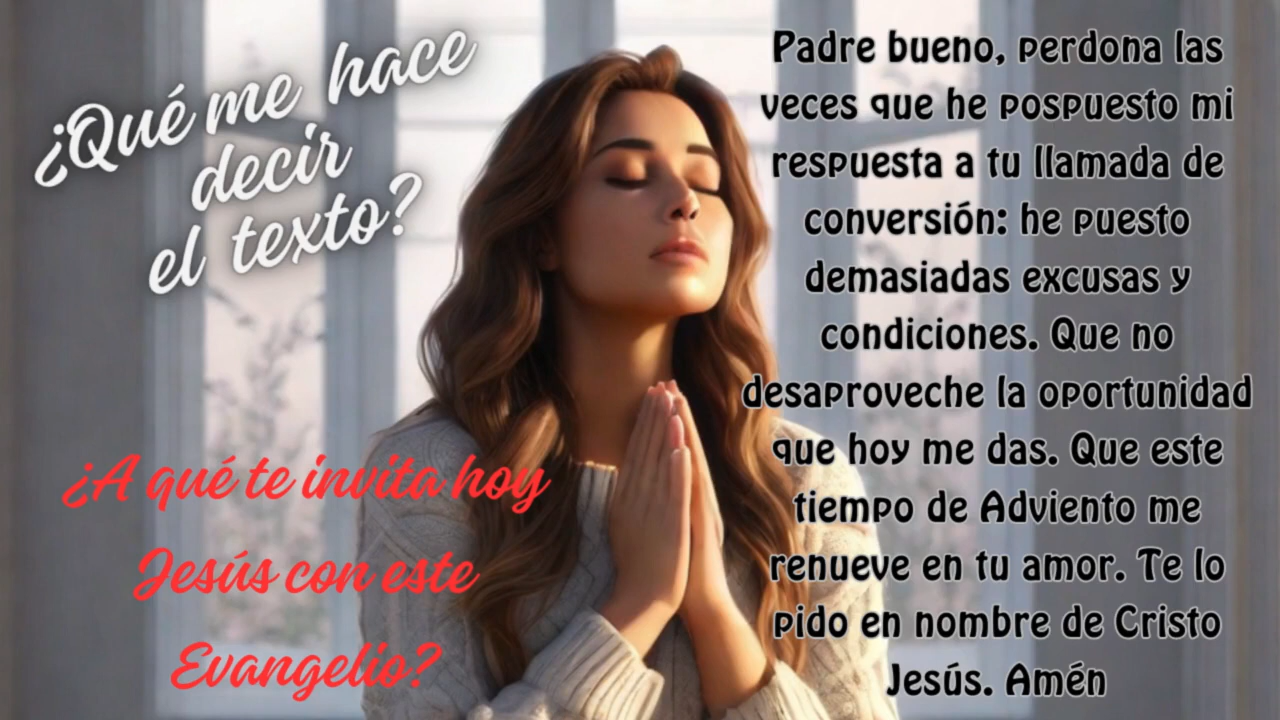 ¿Qué me hace
decir
el texto?
¿A qué te invita hoy
Jesús con este
Evangelio?
Padre bueno, perdona las
veces que he pospuesto mi
respuesta a tu llamada de
conversión: he puesto
demasiadas excusas y
condiciones. Que no
desaproveche la oportunidad
que hoy me das. Que este
tiempo de Adviento me
renueve en tu amor. Te lo
pido en nombre de Cristo
Jesús. Amén